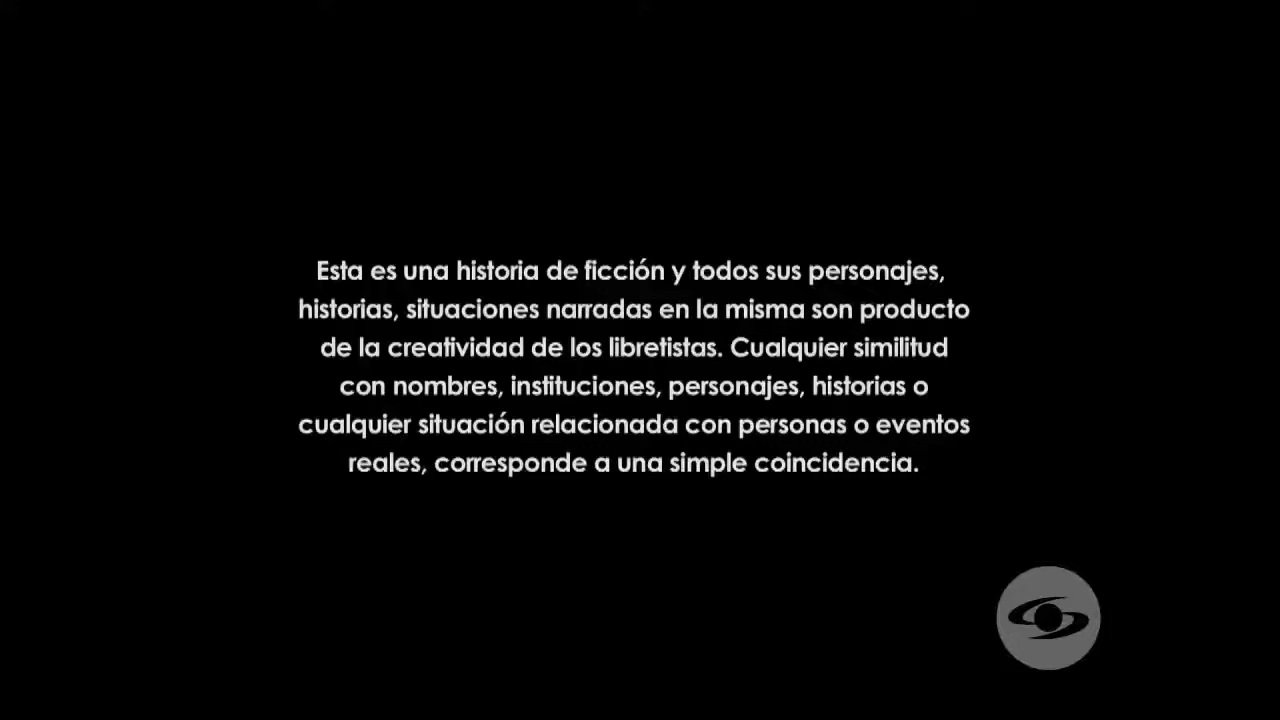 Esta es una historia de ficción y todos sus personajes,
historias, situaciones narradas en la misma son producto
de la creatividad de los libretistas. Cualquier similitud
con nombres, instituciones, personajes, historias o
cualquier situación relacionada con personas o eventos
reales, corresponde a una simple coincidencia.